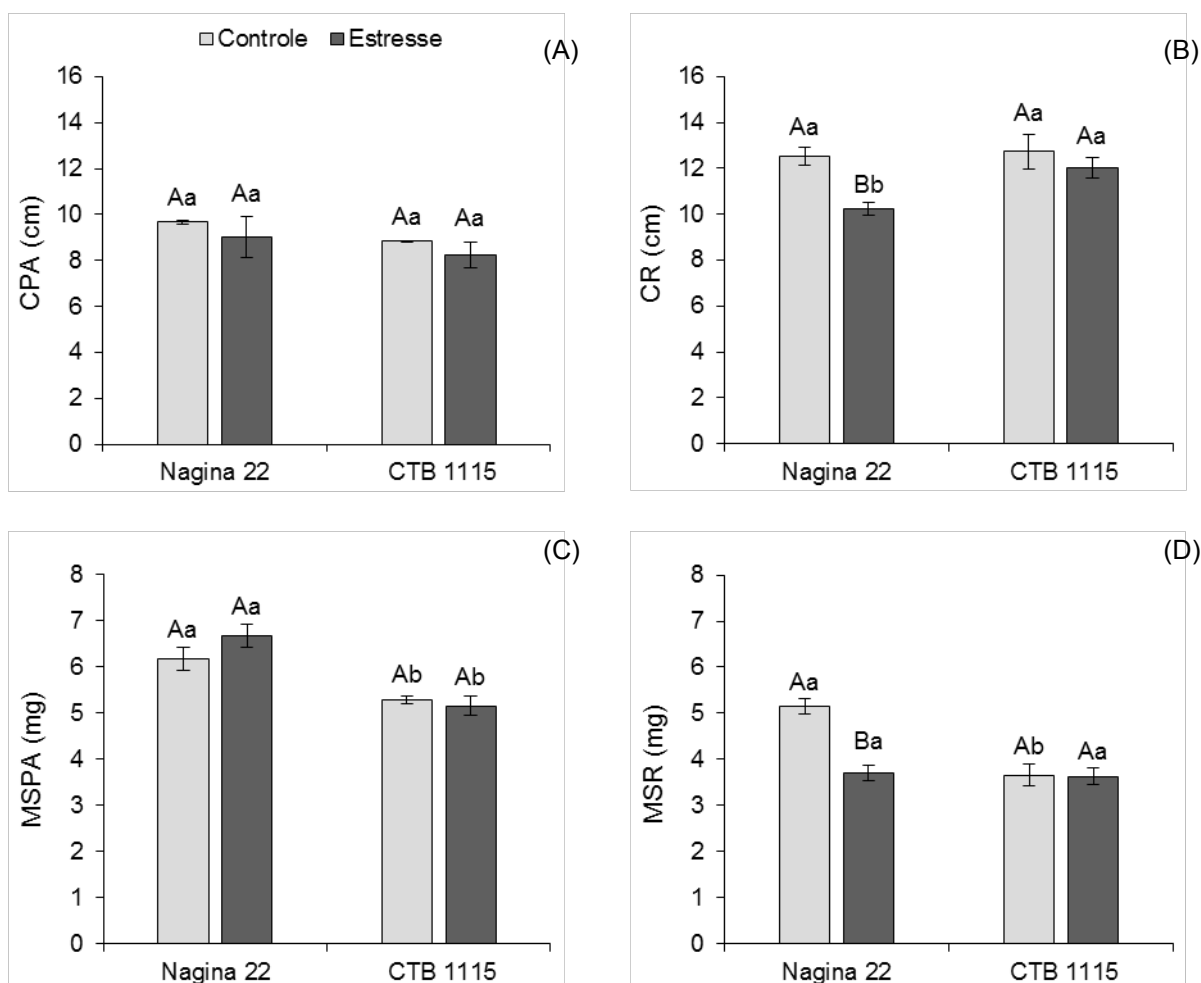 Controle Estresse
(A)
16
14
12
10
8
6
4
2
0
CPA (cm)
Aa Aa Aa Aa
Nagina 22 CTB 1115
(B)
16
14
12
10
8
6
4
2
0
CR (cm)
Aa Bb Aa Aa
Nagina 22 CTB 1115
(C)
8
7
6
5
4
3
2
1
0
MSPA (mg)
Aa Aa Ab Ab
Nagina 22 CTB 1115
(D)
8
7
6
5
4
3
2
1
0
MSR (mg)
Aa Ba Ab Aa
Nagina 22 CTB 1115